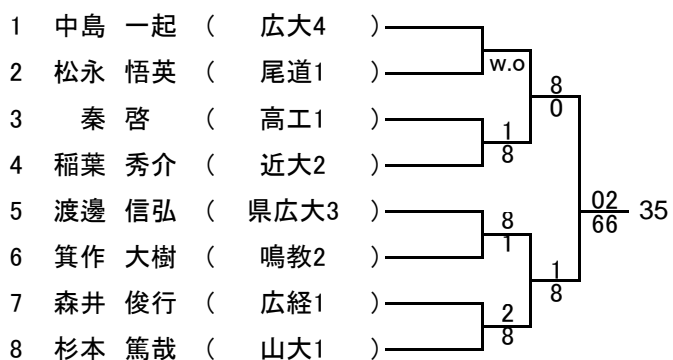 1 中島 一起 ( 広大4 )
2 松永 悟英 ( 尾道1 )
w.o
8
0
3 秦 啓 ( 高工1 )
1
8
4 稲葉 秀介 ( 近大2 )
02
66
35
5 渡邊 信弘 ( 県広大3 )
8
1
6 箕作 大樹 ( 鳴教2 )
1
8
7 森井 俊行 ( 広経1 )
2
8
8 杉本 篤哉 ( 山大1 )